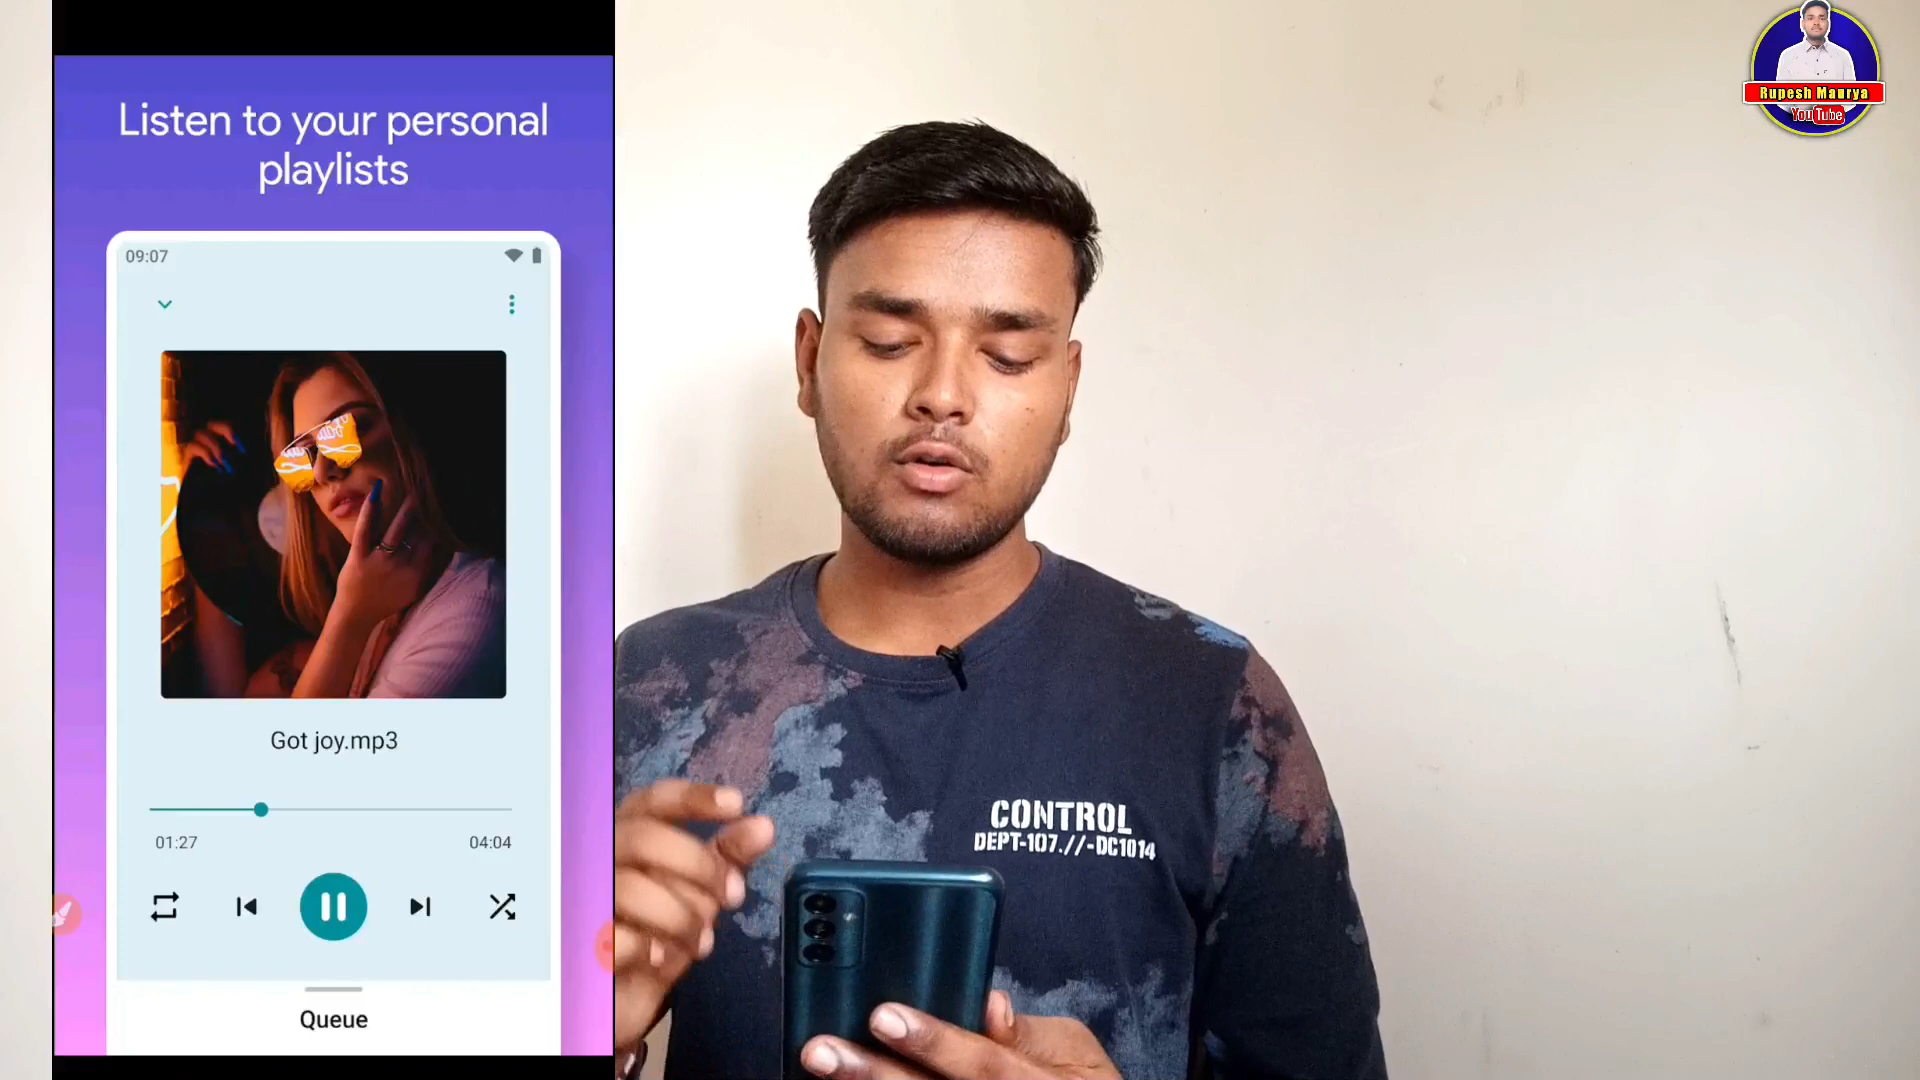 Listen to your personal
playlists
09:07
Got joy.mp3
01:27
04:04
Queue
CONTROL
DEPT-107.//-DC1014
Rupesh Maurya
YouTube